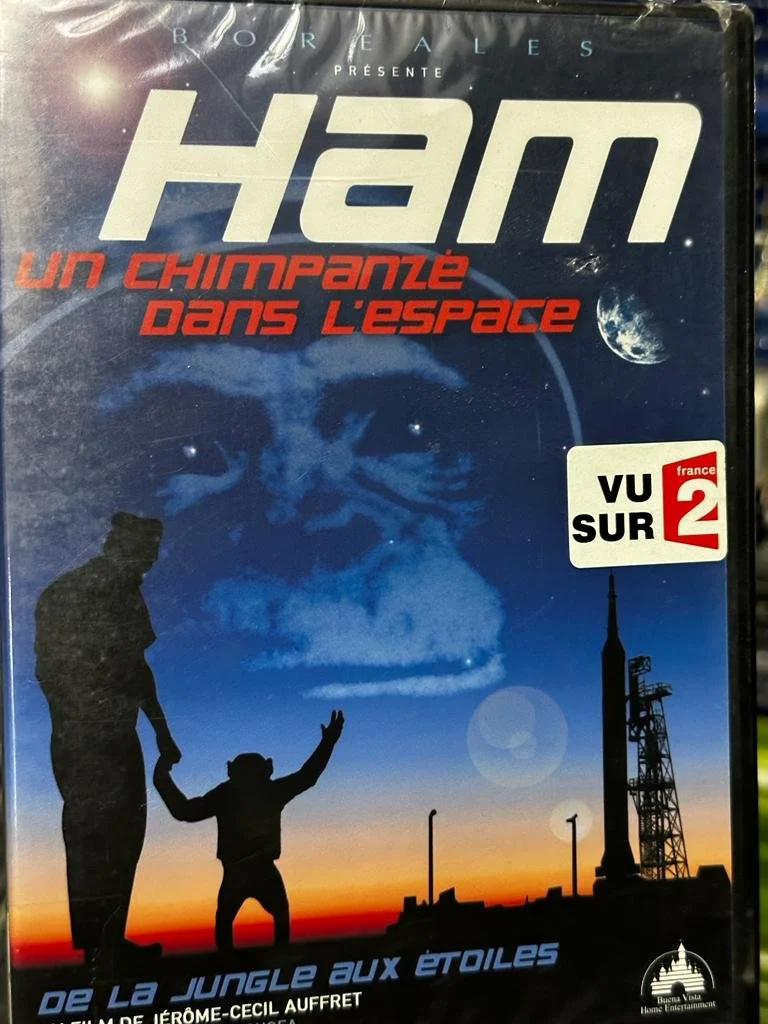 BOREALES
PRÉSENTE
HAM
UN CHIMPANZÉ
DANS L'ESPACE
VU
SUR
france
2
DE LA JUNGLE AUX ÉTOILES
FILM DE JÉRÔME-CECIL AUFFRET
Buena Vista
Home Entertainment